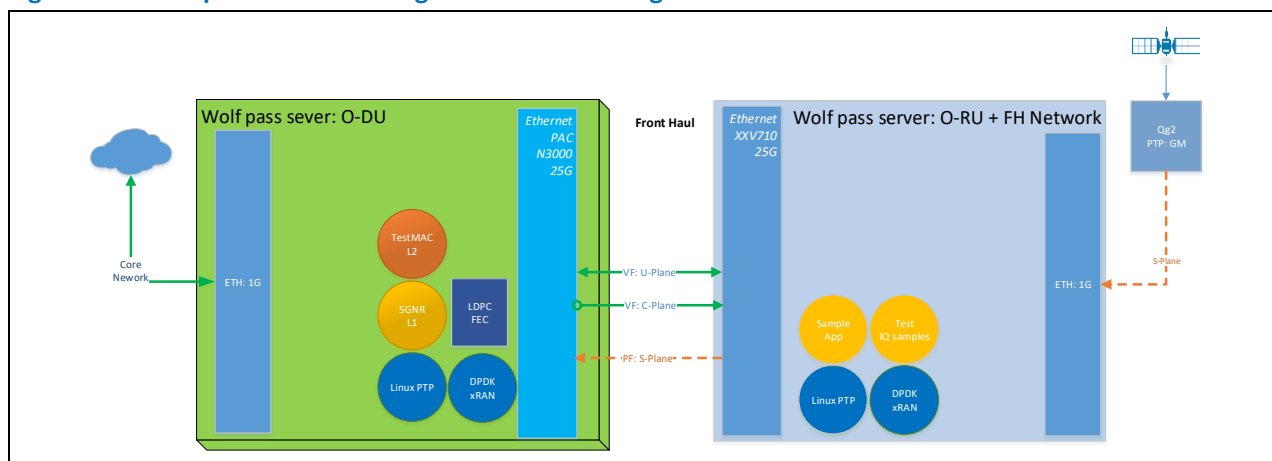 Wolf pass sever: O-DU
Ethernet
PAC
N3000
25G
Front Haul
Ethernet
XXV710
25G
Wolf pass server: O-RU + FH Network
Qg2
PTP: GM
TestMAC
L2
Core
Nework
ETH: 1G
5GNR
L1
LDPC
FEC
Linux PTP
DPDK
xRAN
VF: U-Plane
VF: C-Plane
PF: S-Plane
Sample
App
Test
IQ samples
Linux PTP
DPDK
xRAN
ETH: 1G
S-Plane